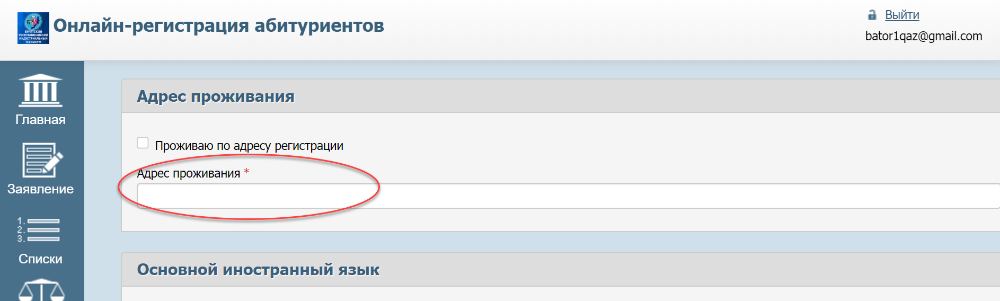 БРИТ
БУРЯТСКИЙ
РЕСПУБЛИКАНСКИЙ
ИНДУСТРИАЛЬНЫЙ
ТЕХНИКУМ
Онлайн-регистрация абитуриентов
Выйти
bator1qaz@gmail.com
Главная
Заявление
1.
2.
3.
Списки
Адрес проживания
Проживаю по адресу регистрации
Адрес проживания *
Основной иностранный язык